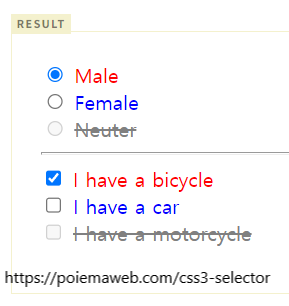 RESULT
Male
Female
Neuter
I have a bicycle
I have a car
I have a motorcycle
https://poiemaweb.com/css3-selector